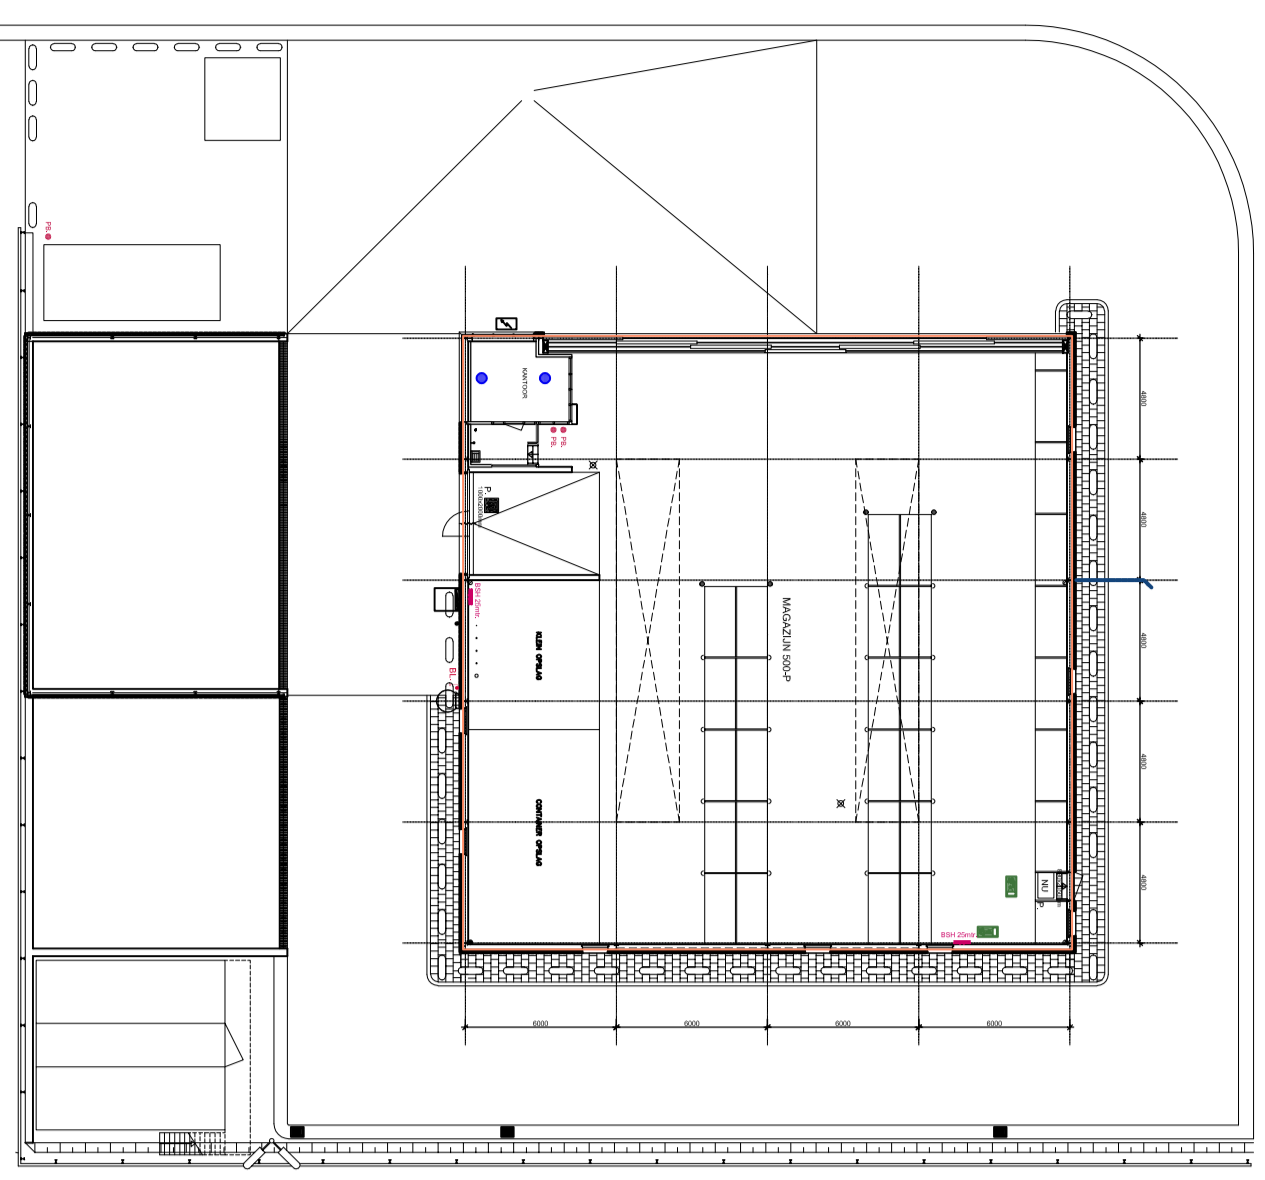 PB.
KANTOOR
PB.
PB.
4800
P.
4800
BSH 25mtr.
KLEIN OPSLAG
MAGAZIJN 500-P
4800
BL.
4800
CONTAINER OPSLAG
4800
NU
P.
BSH 25mtr.
6000
6000
6000
6000